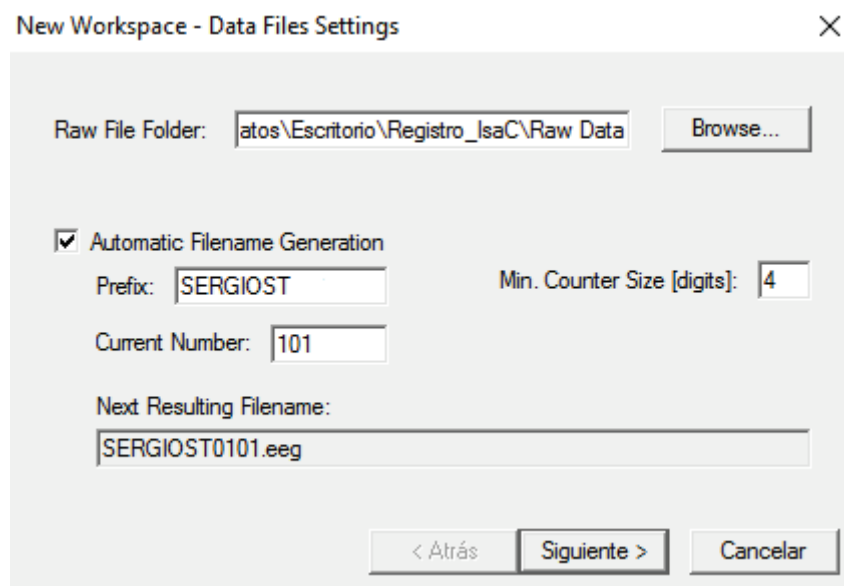 New Workspace - Data Files Settings
Raw File Folder: atos\Escritorio\Registro_IsaC\Raw Data Browse...
Automatic Filename Generation
Prefix: SERGIOST Min. Counter Size [digits]: 4
Current Number: 101
Next Resulting Filename:
SERGIOST0101.eeg
< Atrás Siguiente > Cancelar